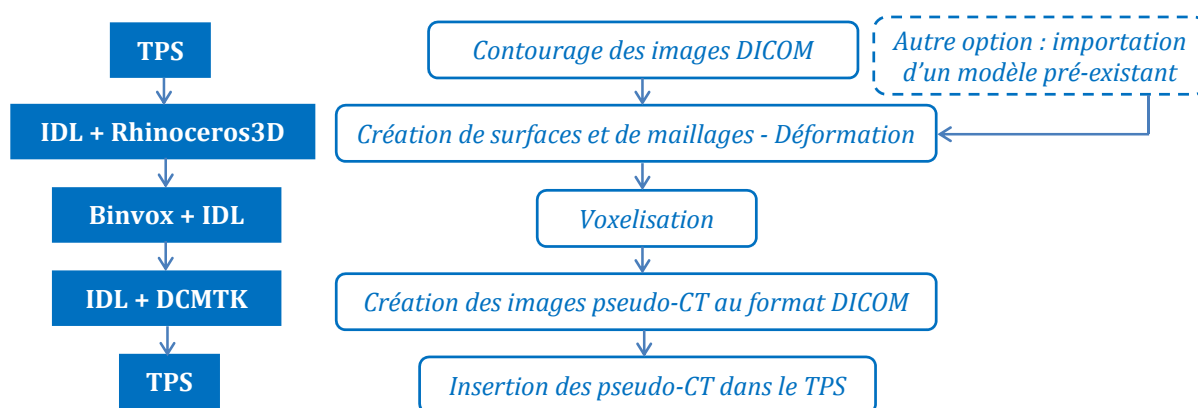 TPS
Contourage des images DICOM
Autre option : importation
d'un modèle pré-existant
IDL + Rhinoceros3D
Création de surfaces et de maillages - Déformation
Binvox + IDL
Voxelisation
IDL + DCMTK
Création des images pseudo-CT au format DICOM
TPS
Insertion des pseudo-CT dans le TPS